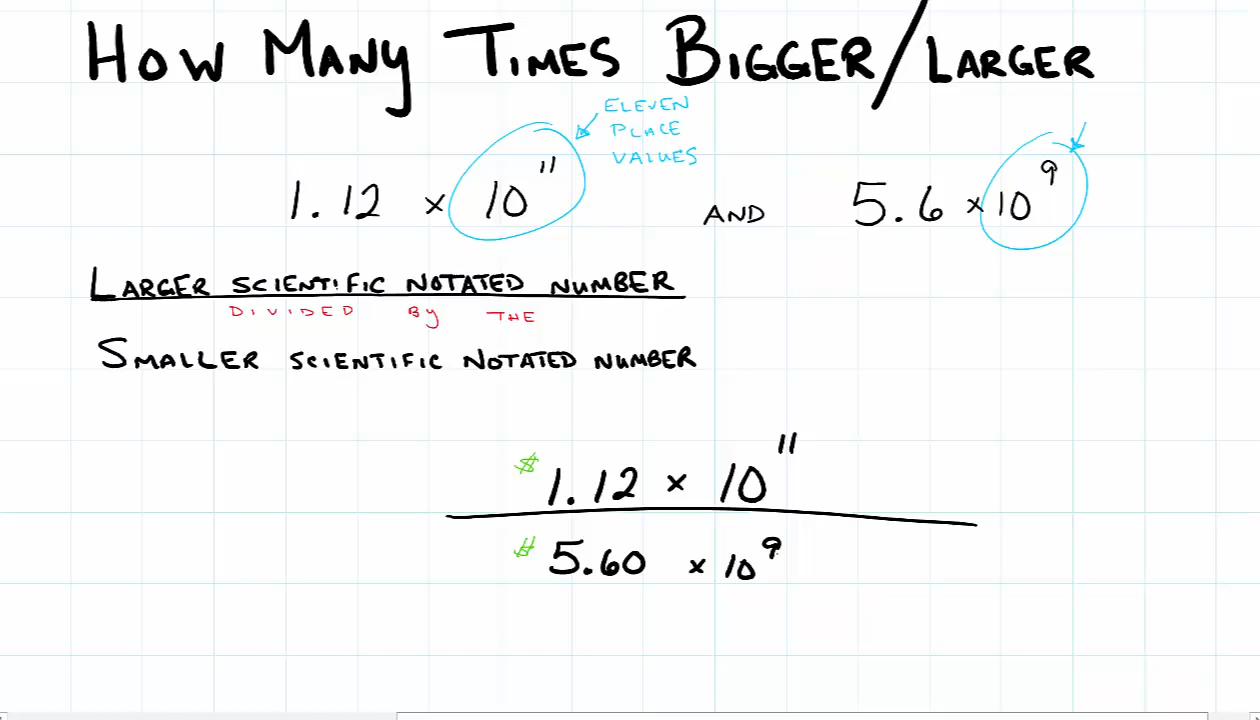 HOW MANY TIMES BIGGER/LARGER
ELEVEN
PLACE
VALUES
1.12 × 10¹¹ AND 5.6 × 10⁹
LARGER SCIENTIFIC NOTATED NUMBER
DIVIDED BY THE
SMALLER SCIENTIFIC NOTATED NUMBER
$1.12 × 10¹¹
$5.60 × 10⁹